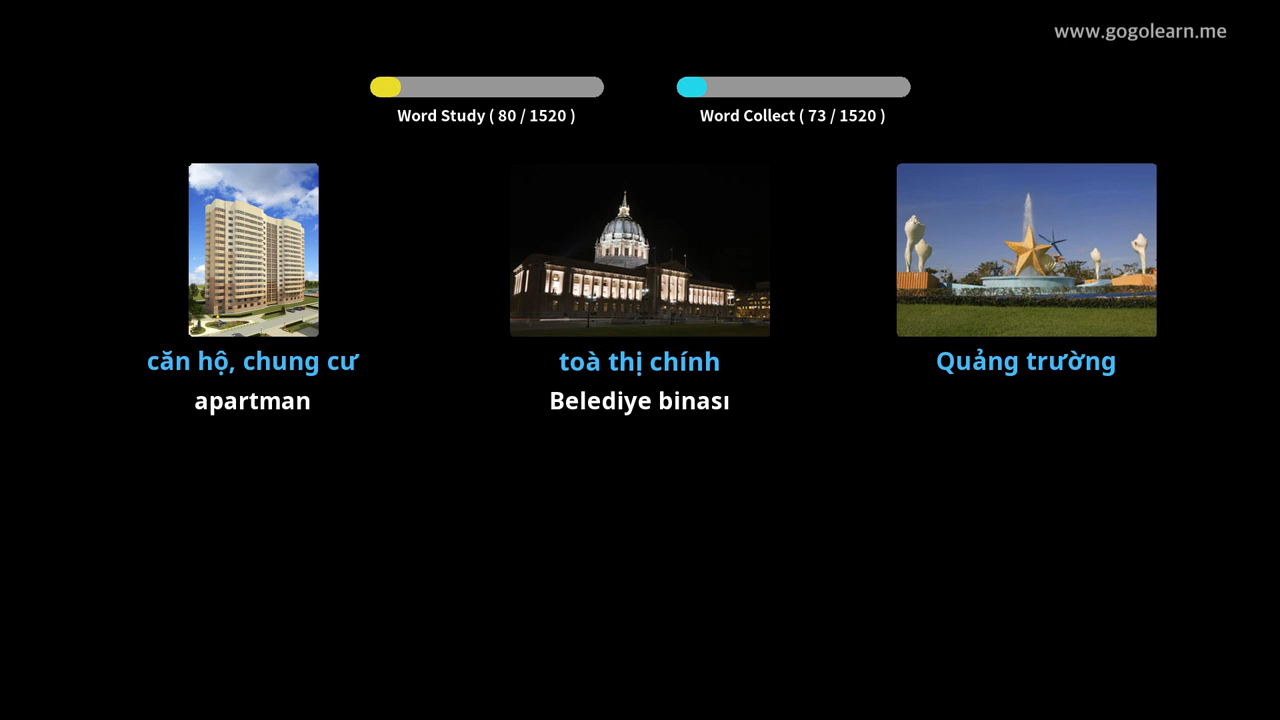 www.gogolearn.me
Word Study ( 80 / 1520 )
Word Collect ( 73 / 1520 )
căn hộ, chung cư
apartman
toà thị chính
Belediye binası
Quảng trường